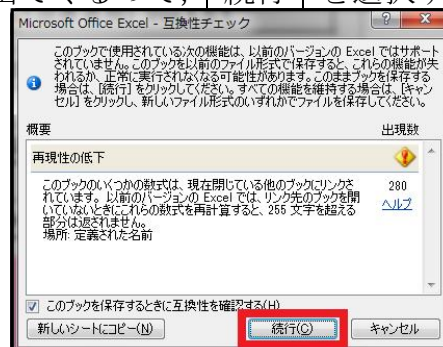 出てくるので,「続行」を選択す
Microsoft Office Excel - 互換性チェック
このブックで使用されている次の機能は、以前のバージョンの Excel ではサポート
されていません。このブックを以前のファイル形式で保存すると、これらの機能が失
われるか、正常に実行されなくなる可能性があります。このままブックを保存する
場合は、[続行] をクリックしてください。すべての機能を維持する場合は、[キャン
セル] をクリックし、新しいファイル形式のいずれかでファイルを保存してください。
概要 出現数
再現性の低下
このブックのいくつかの数式は、現在閉じている他のブックにリンクさ 280
れています。以前のバージョンの Excel では、リンク先のブックを開 ヘルプ
いていないときにこれらの数式を再計算すると、255 文字を超える
部分は返されません。
場所: 定義された名前
このブックを保存するときに互換性を確認する(H)
新しいシートにコピー(N) 続行(C) キャンセル